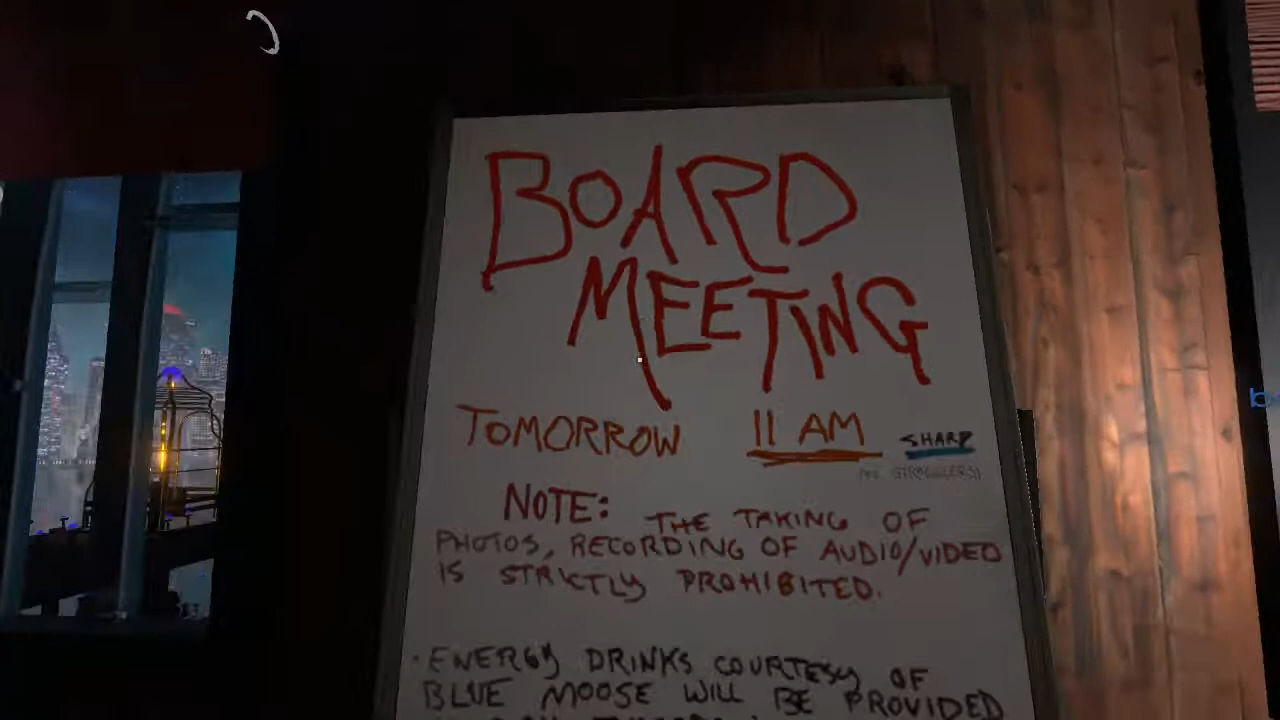 BOARD
MEETING
TOMORROW 11 AM SHARP
NOTE: THE TAKING OF
PHOTOS, RECORDING OF AUDIO/VIDEO
IS STRICTLY PROHIBITED.
· ENERGY DRINKS COURTESY OF
BLUE MOOSE WILL BE PROVIDED